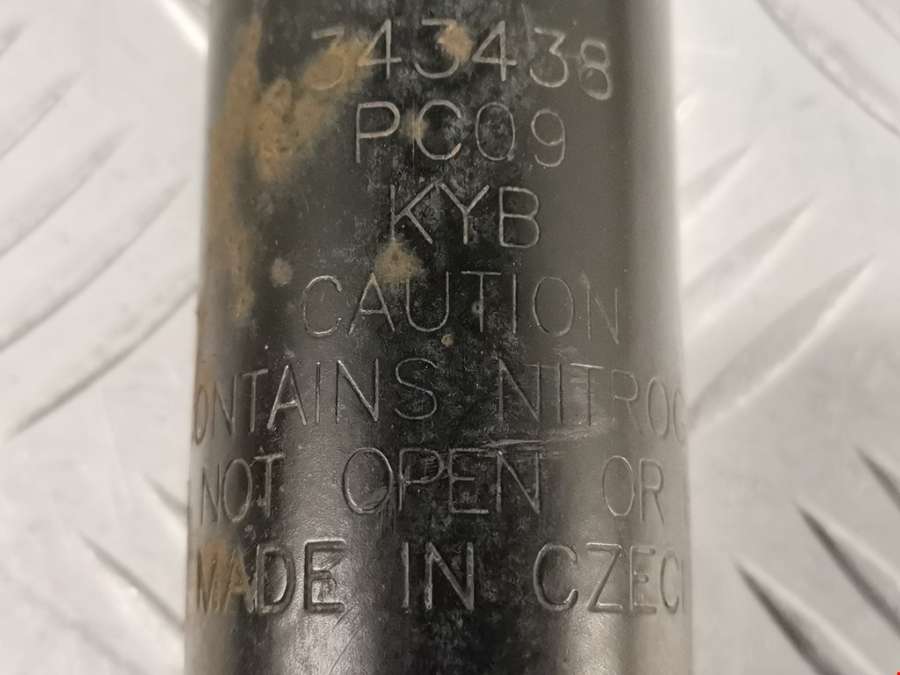 343438
PC09
KYB
CAUTION
ONTAINS NITROG
NOT OPEN OR
MADE IN CZEC